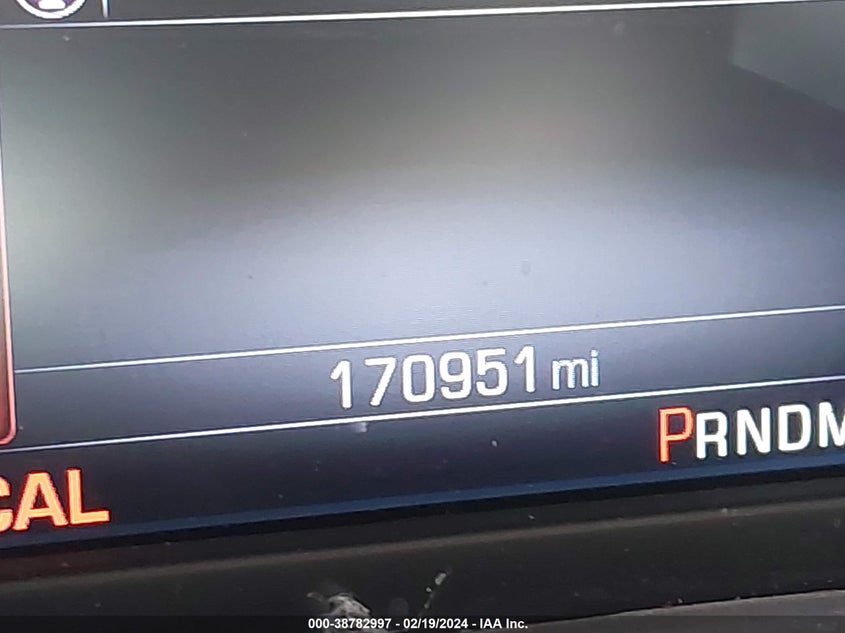 170951 mi
PRNDM
CAL
000-38782997 - 02/19/2024 - IAA Inc.